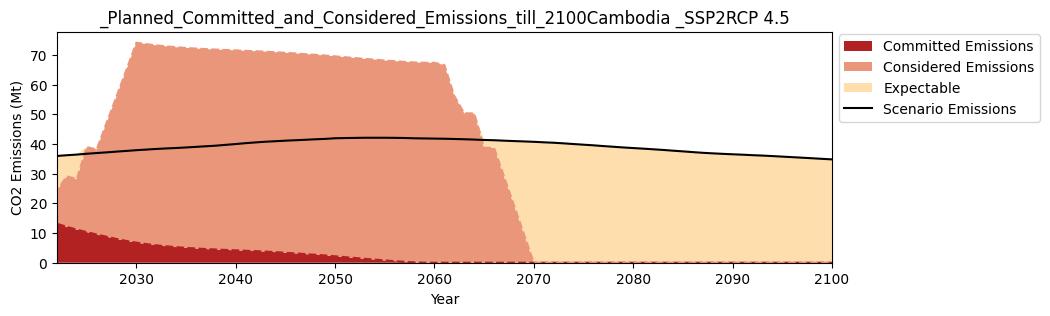 _Planned_Committed_and_Considered_Emissions_till_2100Cambodia _SSP2RCP 4.5
Committed Emissions
Considered Emissions
Expectable
Scenario Emissions
CO2 Emissions (Mt)
70
60
50
40
30
20
10
0
2030 2040 2050 2060 2070 2080 2090 2100
Year